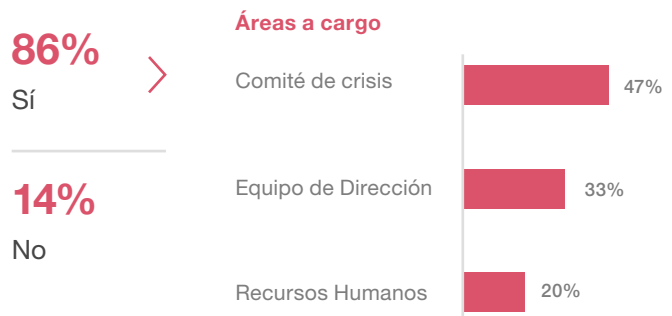 86%
Sí
14%
No
Áreas a cargo
Comité de crisis
47%
Equipo de Dirección
33%
Recursos Humanos
20%